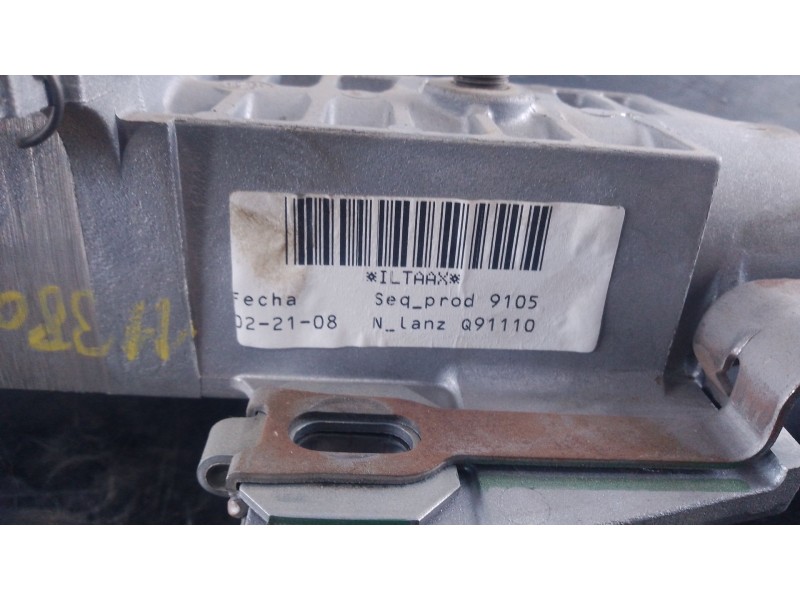 *ILTAAX*
Fecha Seq_prod 9105
02-21-08 N_lanz Q91110